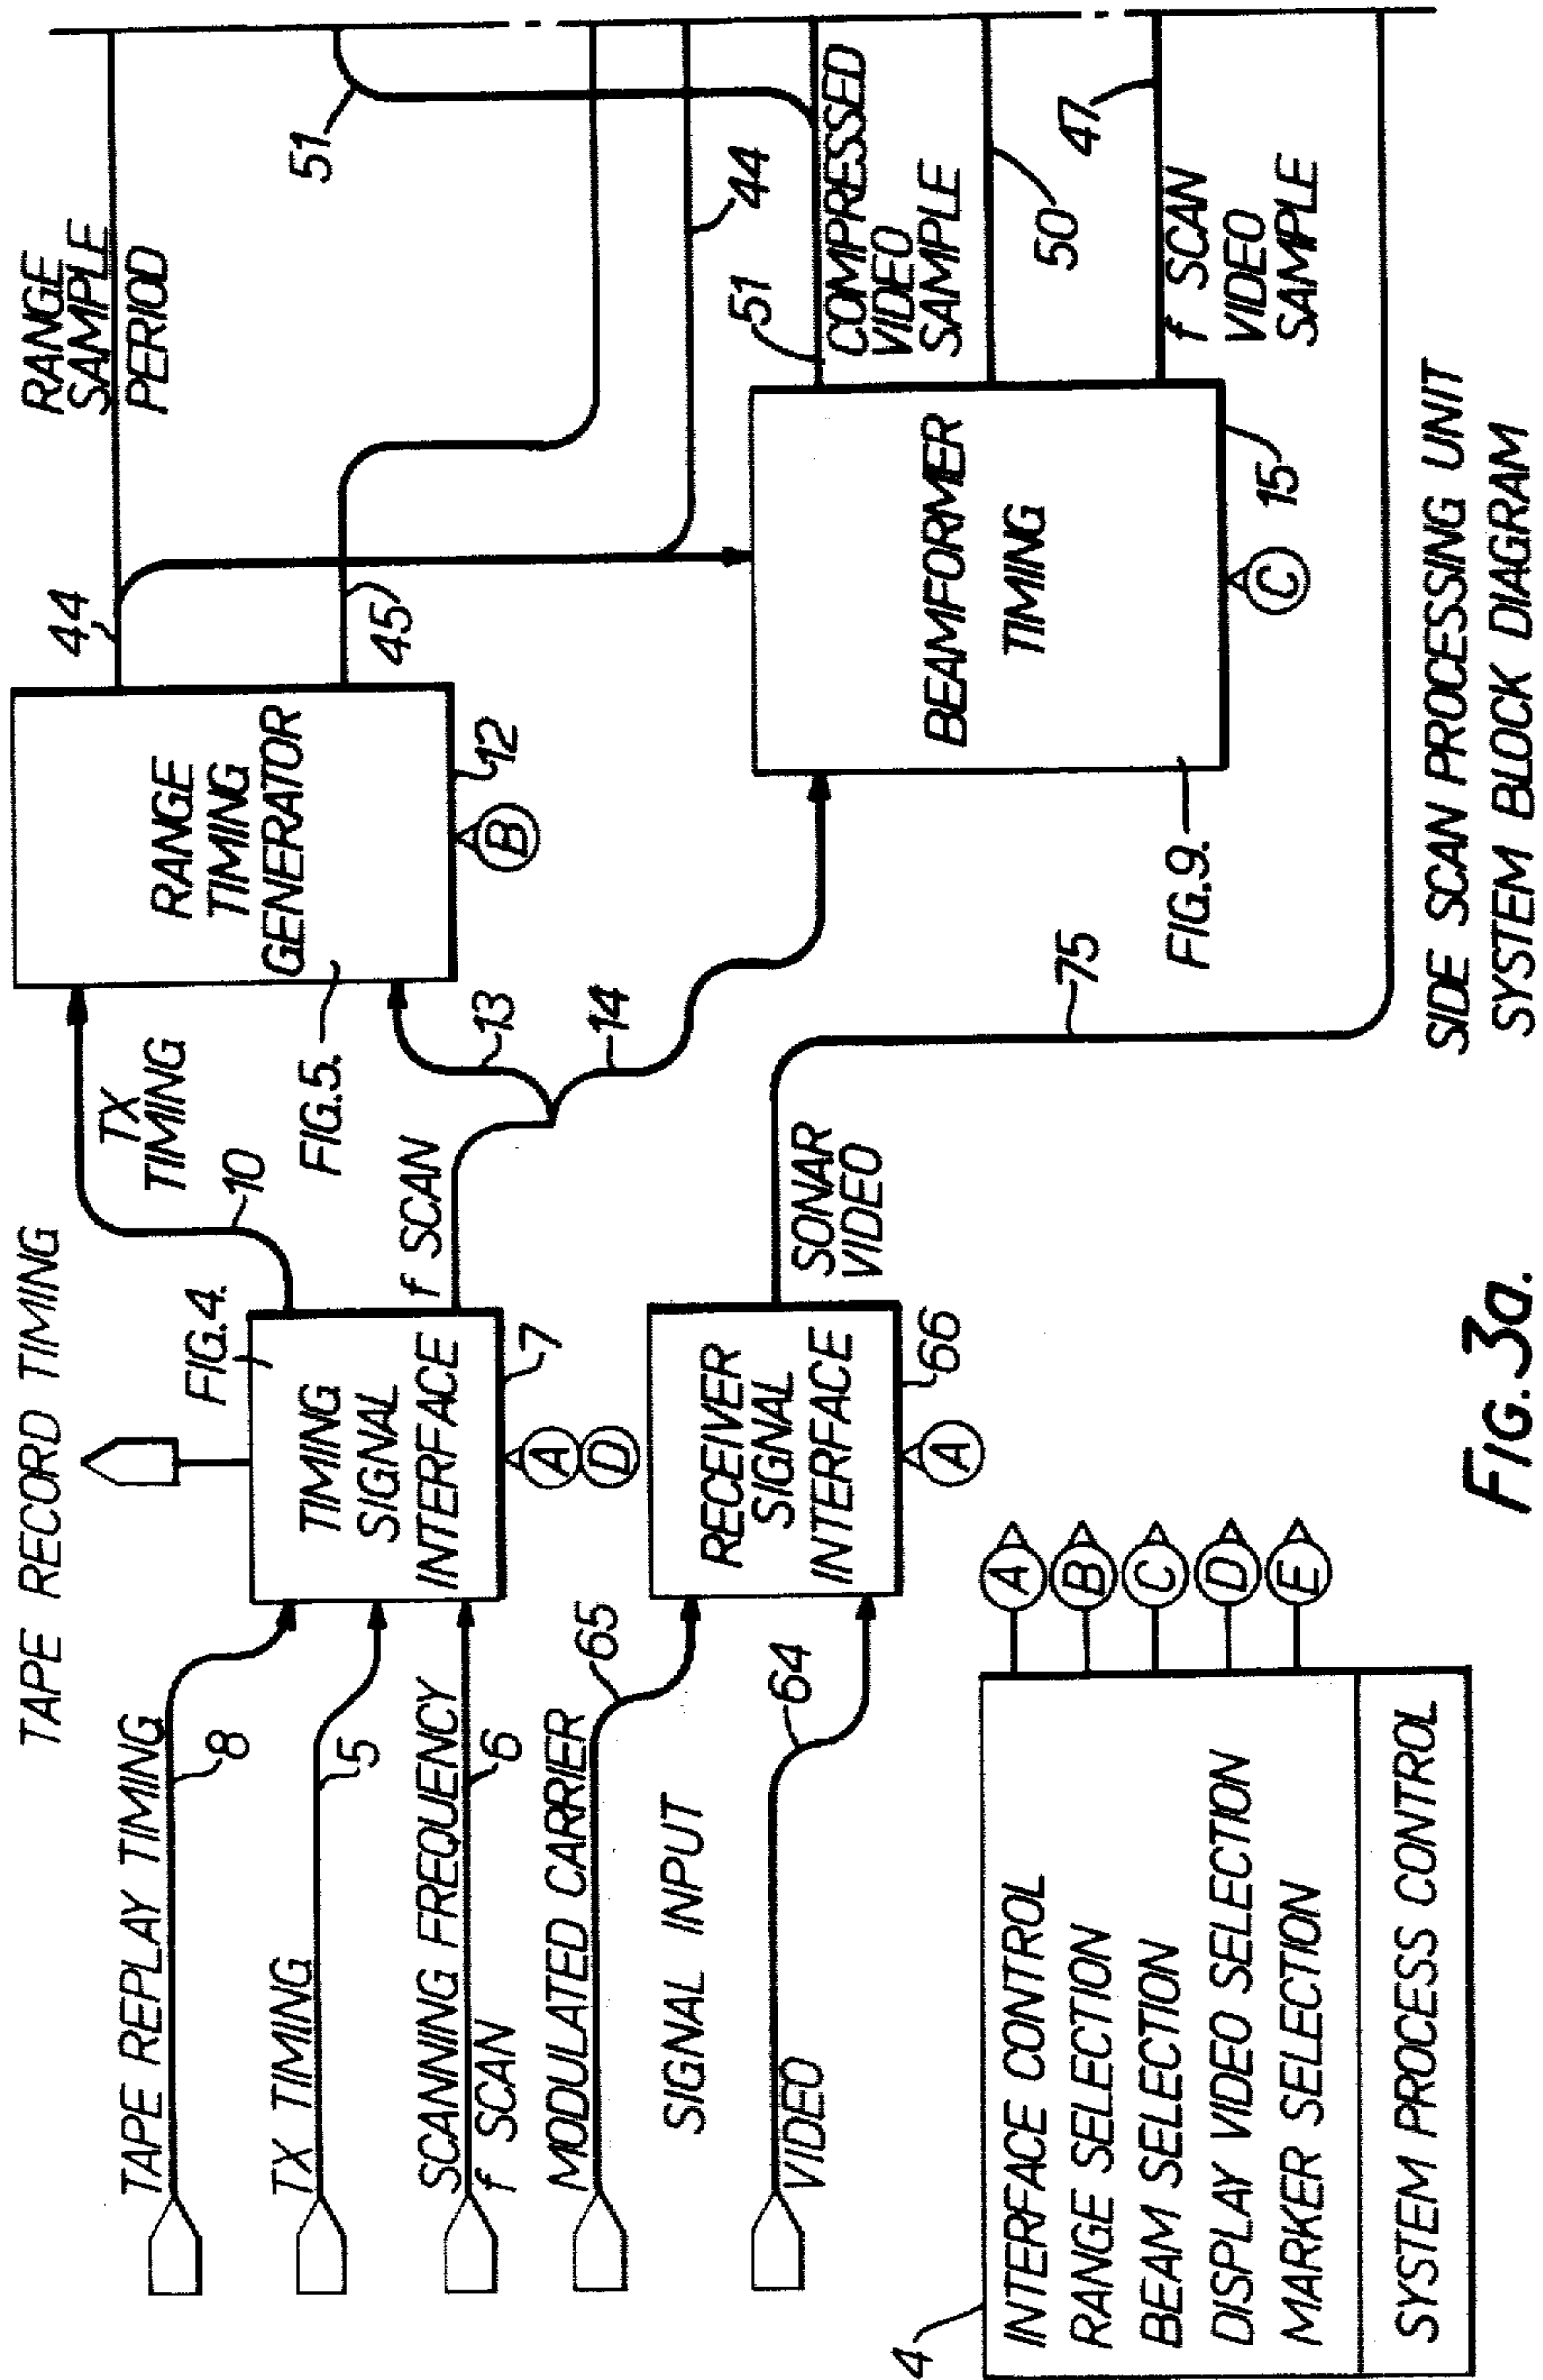 TAPE RECORD TIMING
TAPE REPLAY TIMING
8
TX TIMING
5
SCANNING FREQUENCY
f SCAN
6
MODULATED CARRIER
65
SIGNAL INPUT
VIDEO
64
FIG.4.
TIMING
SIGNAL
INTERFACE
7
A
D
RECEIVER
SIGNAL
INTERFACE
66
A
10
TX
TIMING
f SCAN
13
14
SONAR
VIDEO
75
FIG.5.
RANGE
TIMING
GENERATOR
12
B
44
45
RANGE
SAMPLE
PERIOD
51
44
BEAMFORMER
TIMING
FIG.9.
C
15
51
COMPRESSED
VIDEO
SAMPLE
50
47
f SCAN
VIDEO
SAMPLE
4
INTERFACE CONTROL
RANGE SELECTION
BEAM SELECTION
DISPLAY VIDEO SELECTION
MARKER SELECTION
SYSTEM PROCESS CONTROL
A
B
C
D
E
SIDE SCAN PROCESSING UNIT
SYSTEM BLOCK DIAGRAM
FIG.3a.